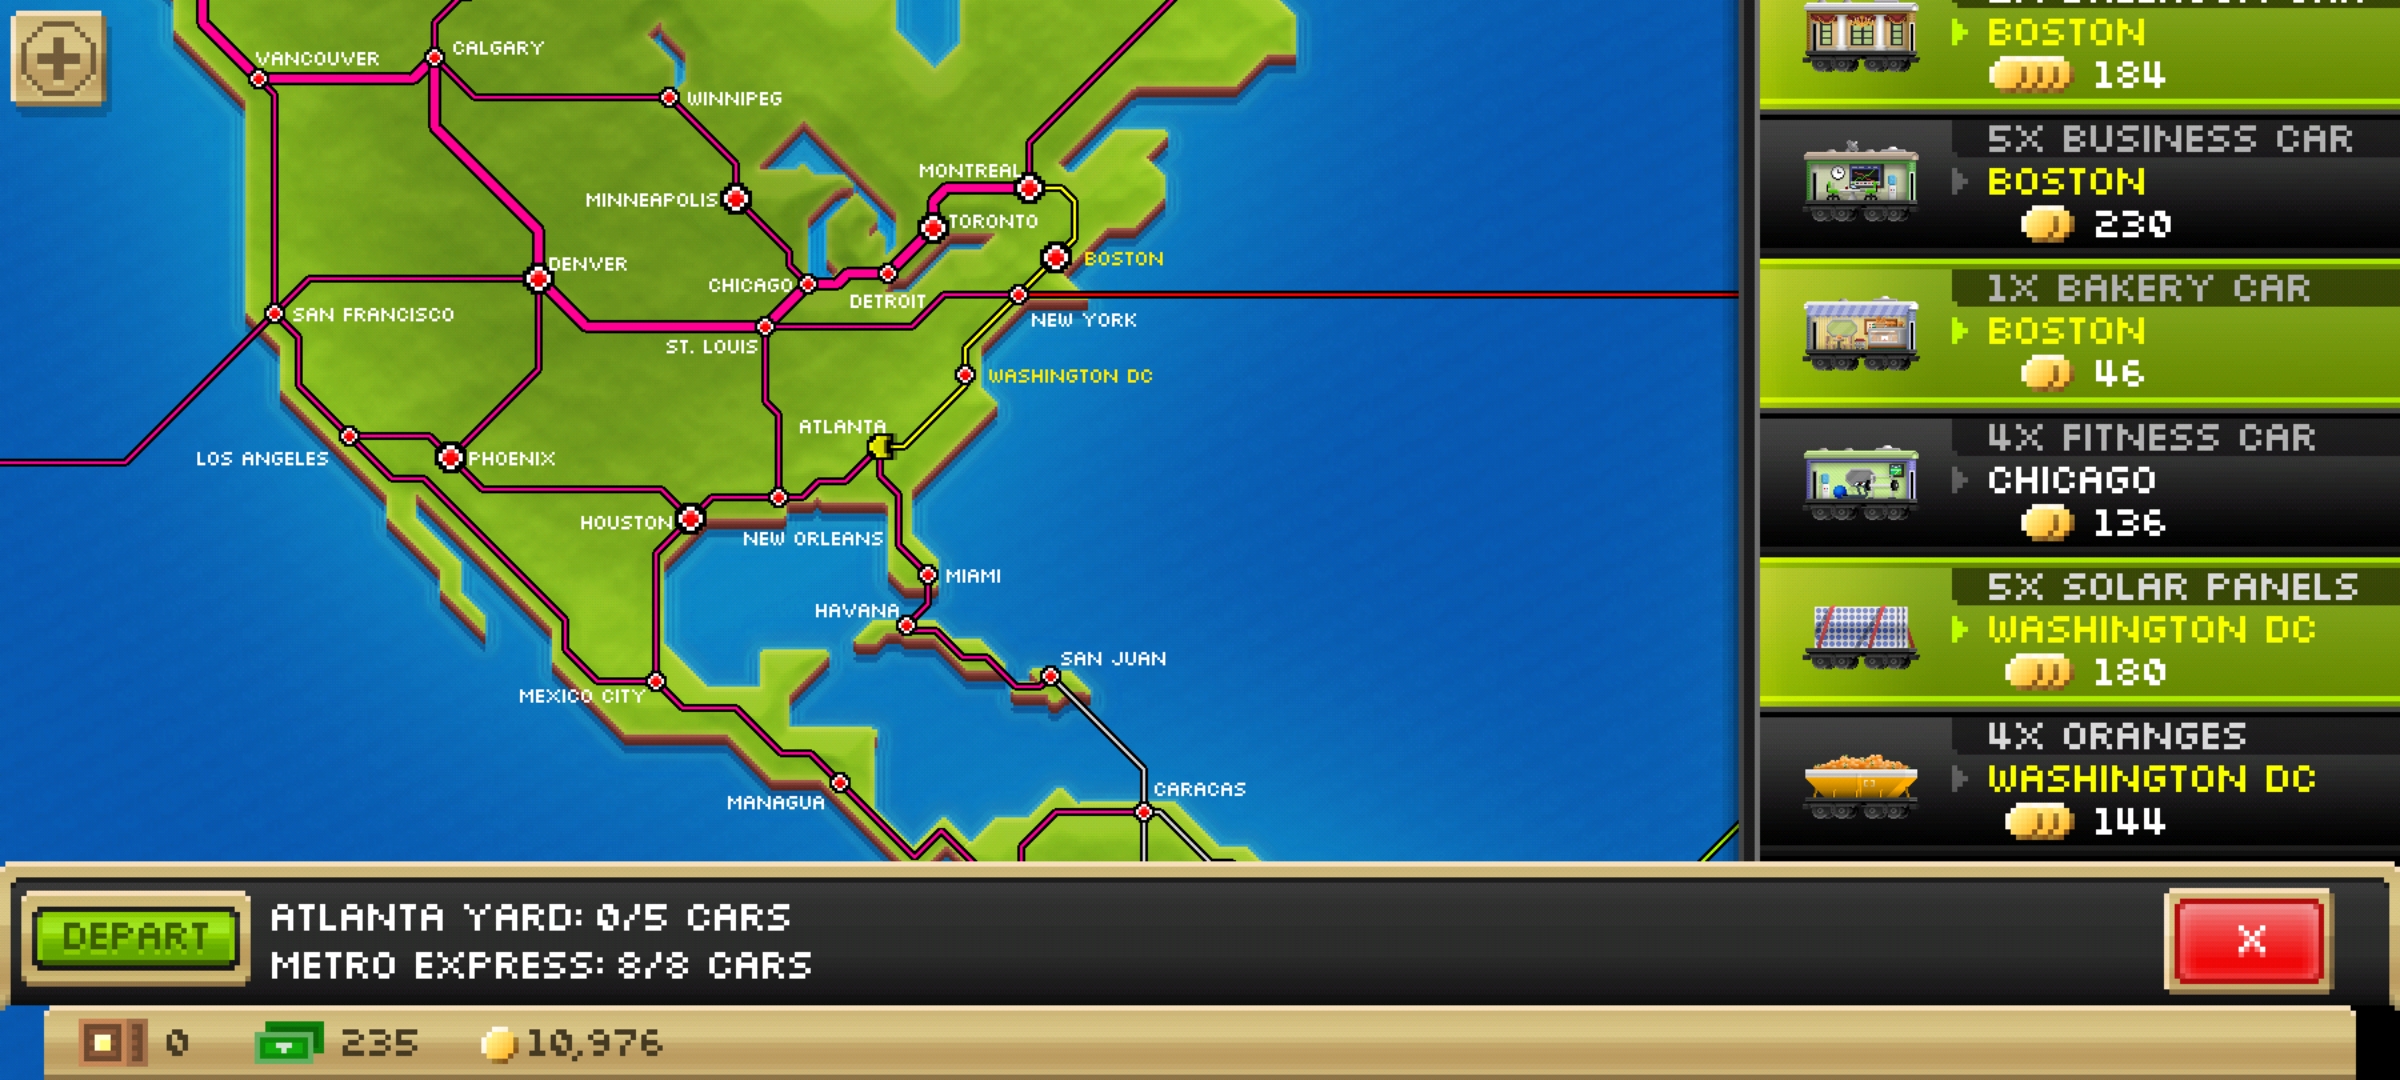 VANCOUVER
CALGARY
WINNIPEG
MONTREAL
MINNEAPOLIS
TORONTO
DENVER
BOSTON
CHICAGO
DETROIT
SAN FRANCISCO
NEW YORK
ST. LOUIS
WASHINGTON DC
ATLANTA
LOS ANGELES
PHOENIX
HOUSTON
NEW ORLEANS
MIAMI
HAVANA
SAN JUAN
MEXICO CITY
CARACAS
MANAGUA
BOSTON
184
5X BUSINESS CAR
BOSTON
230
1X BAKERY CAR
BOSTON
46
4X FITNESS CAR
CHICAGO
136
5X SOLAR PANELS
WASHINGTON DC
180
4X ORANGES
WASHINGTON DC
144
DEPART
ATLANTA YARD: 0/5 CARS
METRO EXPRESS: 8/8 CARS
X
0
235
10,976